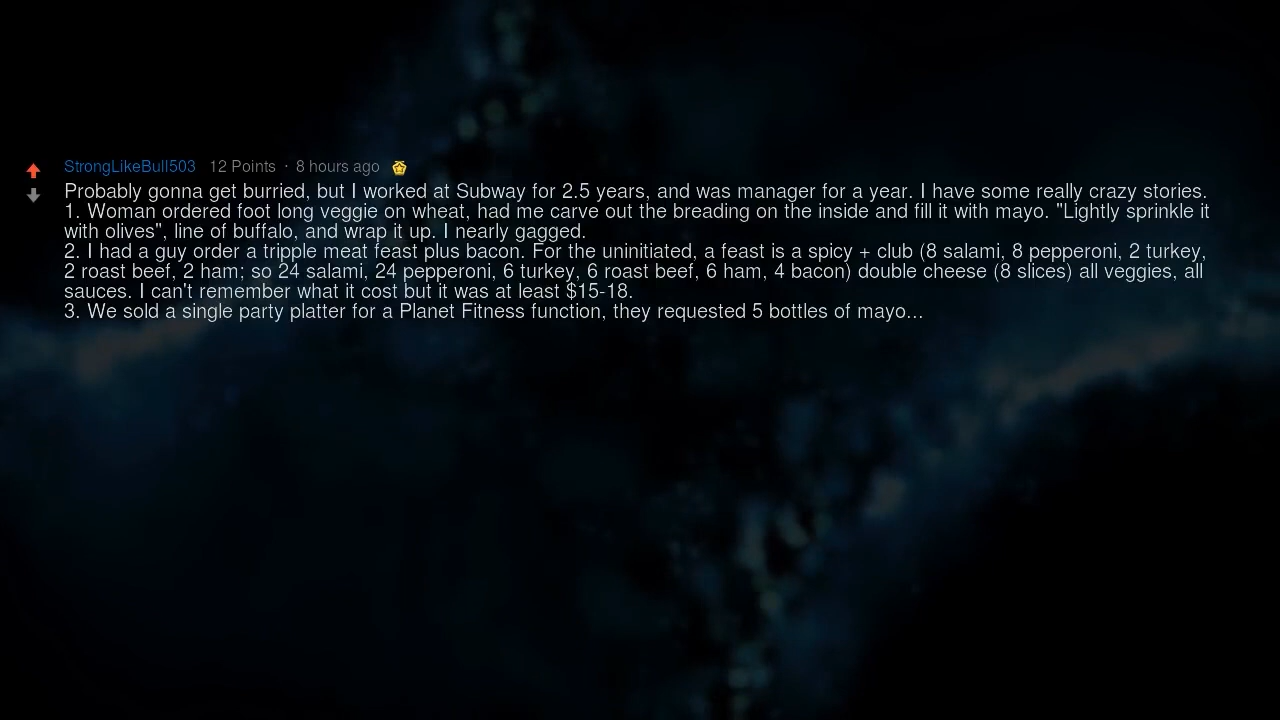 StrongLikeBull503 12 Points · 8 hours ago
Probably gonna get burried, but I worked at Subway for 2.5 years, and was manager for a year. I have some really crazy stories.
1. Woman ordered foot long veggie on wheat, had me carve out the breading on the inside and fill it with mayo. "Lightly sprinkle it
with olives", line of buffalo, and wrap it up. I nearly gagged.
2. I had a guy order a tripple meat feast plus bacon. For the uninitiated, a feast is a spicy + club (8 salami, 8 pepperoni, 2 turkey,
2 roast beef, 2 ham; so 24 salami, 24 pepperoni, 6 turkey, 6 roast beef, 6 ham, 4 bacon) double cheese (8 slices) all veggies, all
sauces. I can't remember what it cost but it was at least $15-18.
3. We sold a single party platter for a Planet Fitness function, they requested 5 bottles of mayo...